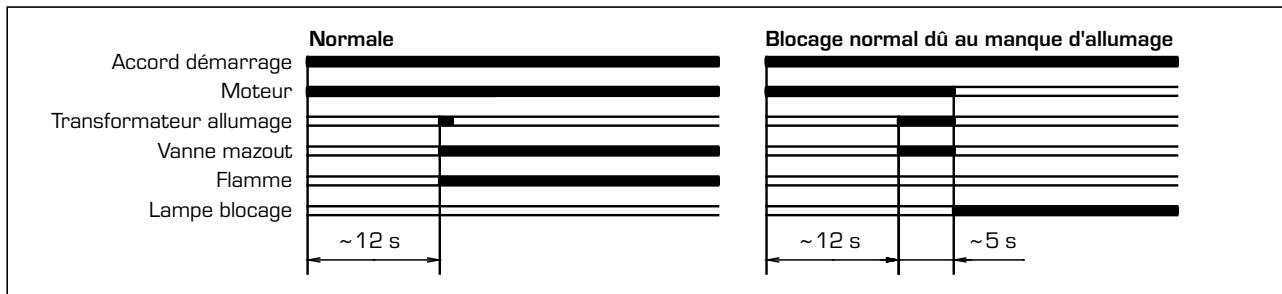 Normale
Blocage normal dû au manque d'allumage
Accord démarrage
Moteur
Transformateur allumage
Vanne mazout
Flamme
Lampe blocage
~12 s
~12 s
~5 s